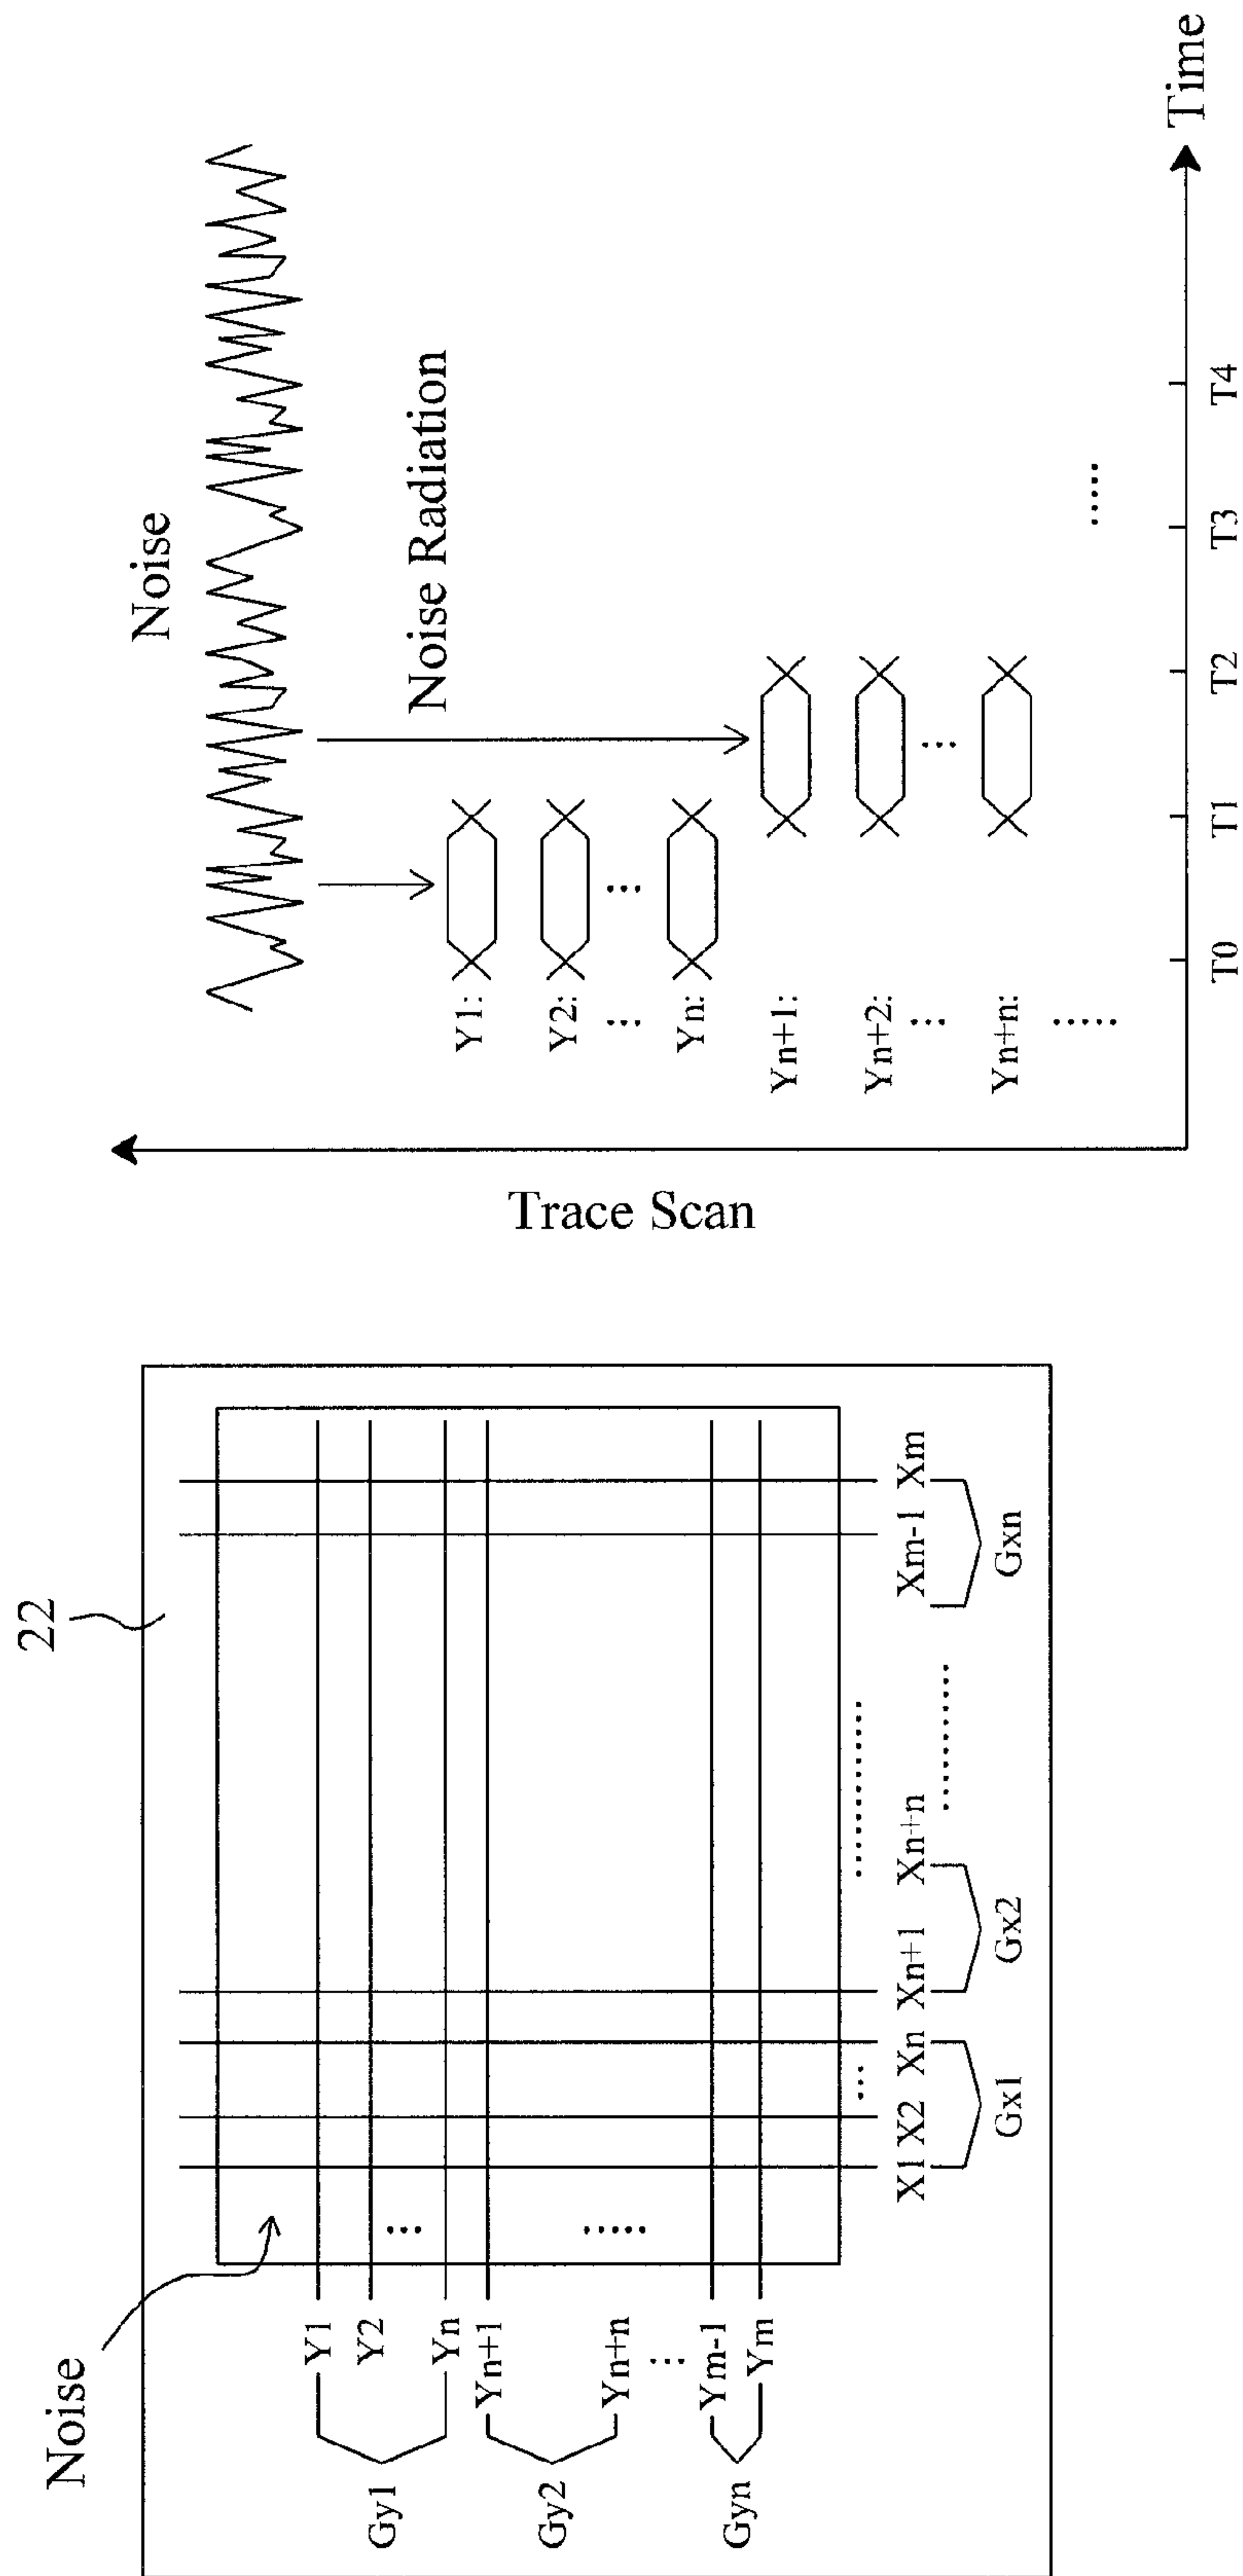 22
Noise
Y1
Y2
...
Yn
Yn+1
.....
Yn+n
...
Ym-1
Ym
Gy1
Gy2
Gyn
X1 X2 ... Xn Xn+1 Xn+n .......... Xm-1 Xm
Gx1 Gx2 ......... Gxn
Trace Scan
Noise
Noise Radiation
Y1:
Y2:
...
...
Yn:
Yn+1:
Yn+2:
...
...
Yn+n:
.....
.....
T0 T1 T2 T3 T4
Time